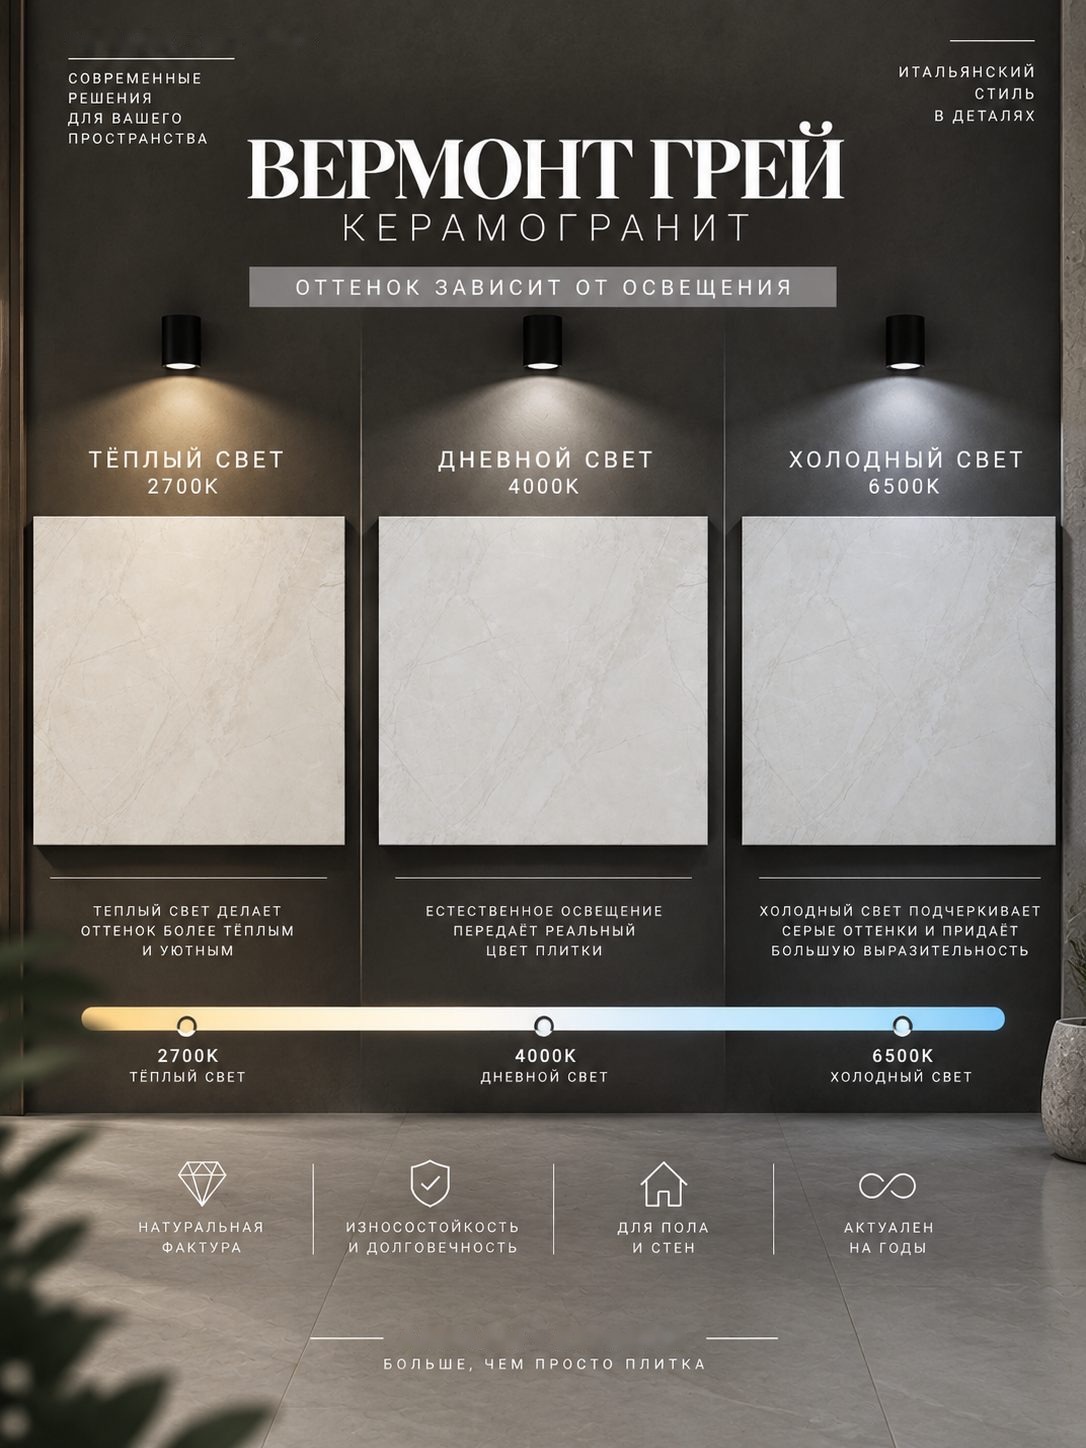 СОВРЕМЕННЫЕ
РЕШЕНИЯ
ДЛЯ ВАШЕГО
ПРОСТРАНСТВА
ИТАЛЬЯНСКИЙ
СТИЛЬ
В ДЕТАЛЯХ
ВЕРМОНТ ГРЕЙ
КЕРАМОГРАНИТ
ОТТЕНОК ЗАВИСИТ ОТ ОСВЕЩЕНИЯ
ТЁПЛЫЙ СВЕТ
2700K
ДНЕВНОЙ СВЕТ
4000K
ХОЛОДНЫЙ СВЕТ
6500K
ТЕПЛЫЙ СВЕТ ДЕЛАЕТ
ОТТЕНОК БОЛЕЕ ТЁПЛЫМ
И УЮТНЫМ
ЕСТЕСТВЕННОЕ ОСВЕЩЕНИЕ
ПЕРЕДАЁТ РЕАЛЬНЫЙ
ЦВЕТ ПЛИТКИ
ХОЛОДНЫЙ СВЕТ ПОДЧЕРКИВАЕТ
СЕРЫЕ ОТТЕНКИ И ПРИДАЁТ
БОЛЬШУЮ ВЫРАЗИТЕЛЬНОСТЬ
2700K
ТЁПЛЫЙ СВЕТ
4000K
ДНЕВНОЙ СВЕТ
6500K
ХОЛОДНЫЙ СВЕТ
НАТУРАЛЬНАЯ
ФАКТУРА
ИЗНОСОСТОЙКОСТЬ
И ДОЛГОВЕЧНОСТЬ
ДЛЯ ПОЛА
И СТЕН
АКТУАЛЕН
НА ГОДЫ
БОЛЬШЕ, ЧЕМ ПРОСТО ПЛИТКА